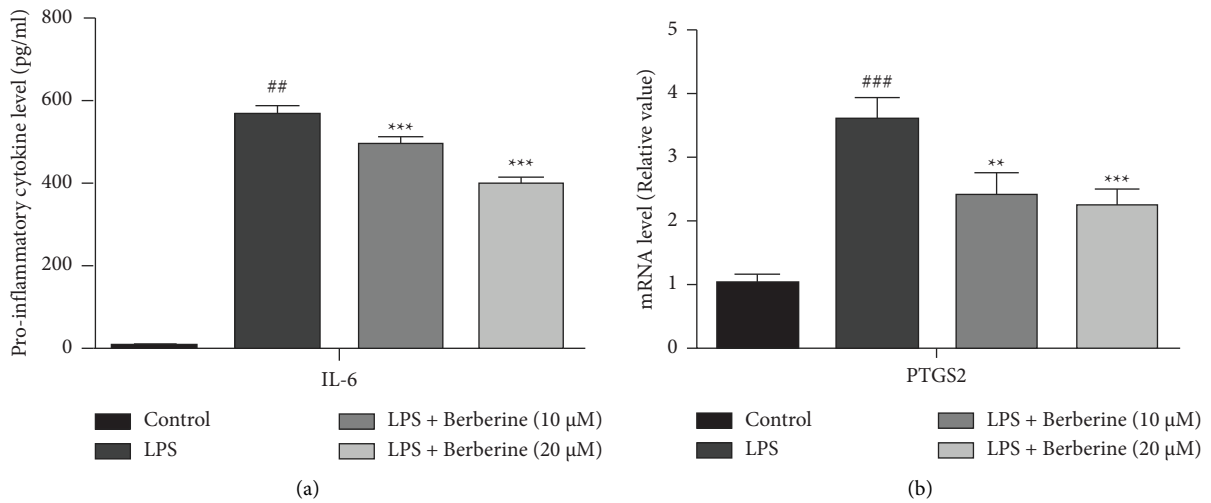 Pro-inflammatory cytokine level (pg/ml)
800
600
400
200
0
##
***
***
IL-6
Control
LPS
LPS + Berberine (10 μM)
LPS + Berberine (20 μM)
(a)
mRNA level (Relative value)
5
4
3
2
1
0
###
**
***
PTGS2
Control
LPS
LPS + Berberine (10 μM)
LPS + Berberine (20 μM)
(b)